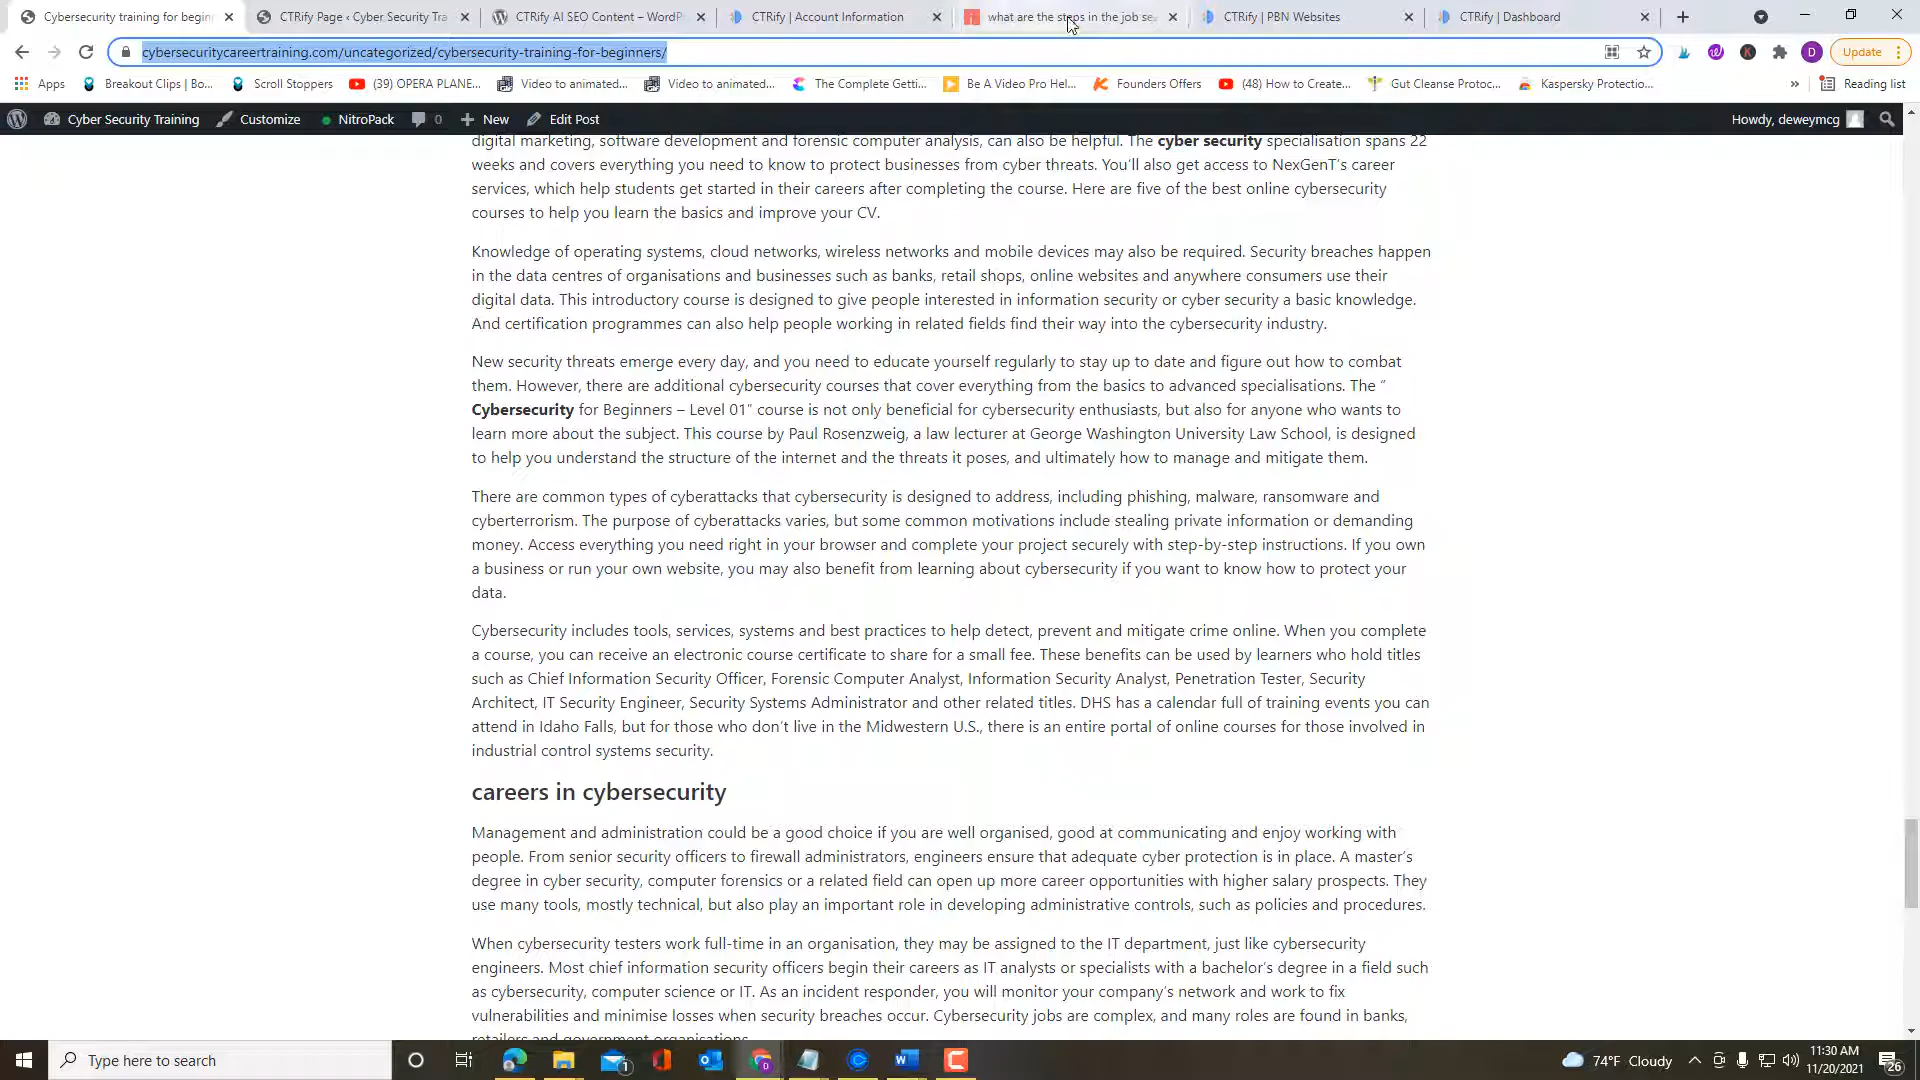 Cybersecurity training for begin
CTRify Page ‹ Cyber Security Tra
CTRify AI SEO Content – WordP
CTRify | Account Information
what are the steps in the job se
CTRify | PBN Websites
CTRify | Dashboard
cybersecuritycareertraining.com/uncategorized/cybersecurity-training-for-beginners/
Update
Apps
Breakout Clips | Bo...
Scroll Stoppers
(39) OPERA PLANE...
Video to animated...
Video to animated...
The Complete Getti...
Be A Video Pro Hel...
Founders Offers
(48) How to Create...
Gut Cleanse Protoc...
Kaspersky Protectio...
»
Reading list
Cyber Security Training
Customize
NitroPack
0
New
Edit Post
Howdy, deweymcg
digital marketing, software development and forensic computer analysis, can also be helpful. The cyber security specialisation spans 22
weeks and covers everything you need to know to protect businesses from cyber threats. You'll also get access to NexGenT's career
services, which help students get started in their careers after completing the course. Here are five of the best online cybersecurity
courses to help you learn the basics and improve your CV.
Knowledge of operating systems, cloud networks, wireless networks and mobile devices may also be required. Security breaches happen
in the data centres of organisations and businesses such as banks, retail shops, online websites and anywhere consumers use their
digital data. This introductory course is designed to give people interested in information security or cyber security a basic knowledge.
And certification programmes can also help people working in related fields find their way into the cybersecurity industry.
New security threats emerge every day, and you need to educate yourself regularly to stay up to date and figure out how to combat
them. However, there are additional cybersecurity courses that cover everything from the basics to advanced specialisations. The “
Cybersecurity for Beginners – Level 01” course is not only beneficial for cybersecurity enthusiasts, but also for anyone who wants to
learn more about the subject. This course by Paul Rosenzweig, a law lecturer at George Washington University Law School, is designed
to help you understand the structure of the internet and the threats it poses, and ultimately how to manage and mitigate them.
There are common types of cyberattacks that cybersecurity is designed to address, including phishing, malware, ransomware and
cyberterrorism. The purpose of cyberattacks varies, but some common motivations include stealing private information or demanding
money. Access everything you need right in your browser and complete your project securely with step-by-step instructions. If you own
a business or run your own website, you may also benefit from learning about cybersecurity if you want to know how to protect your
data.
Cybersecurity includes tools, services, systems and best practices to help detect, prevent and mitigate crime online. When you complete
a course, you can receive an electronic course certificate to share for a small fee. These benefits can be used by learners who hold titles
such as Chief Information Security Officer, Forensic Computer Analyst, Information Security Analyst, Penetration Tester, Security
Architect, IT Security Engineer, Security Systems Administrator and other related titles. DHS has a calendar full of training events you can
attend in Idaho Falls, but for those who don't live in the Midwestern U.S., there is an entire portal of online courses for those involved in
industrial control systems security.
careers in cybersecurity
Management and administration could be a good choice if you are well organised, good at communicating and enjoy working with
people. From senior security officers to firewall administrators, engineers ensure that adequate cyber protection is in place. A master's
degree in cyber security, computer forensics or a related field can open up more career opportunities with higher salary prospects. They
use many tools, mostly technical, but also play an important role in developing administrative controls, such as policies and procedures.
When cybersecurity testers work full-time in an organisation, they may be assigned to the IT department, just like cybersecurity
engineers. Most chief information security officers begin their careers as IT analysts or specialists with a bachelor's degree in a field such
as cybersecurity, computer science or IT. As an incident responder, you will monitor your company's network and work to fix
vulnerabilities and minimise losses when security breaches occur. Cybersecurity jobs are complex, and many roles are found in banks,
retailers and government organisations.
Type here to search
74°F Cloudy
11:30 AM
11/20/2021
26